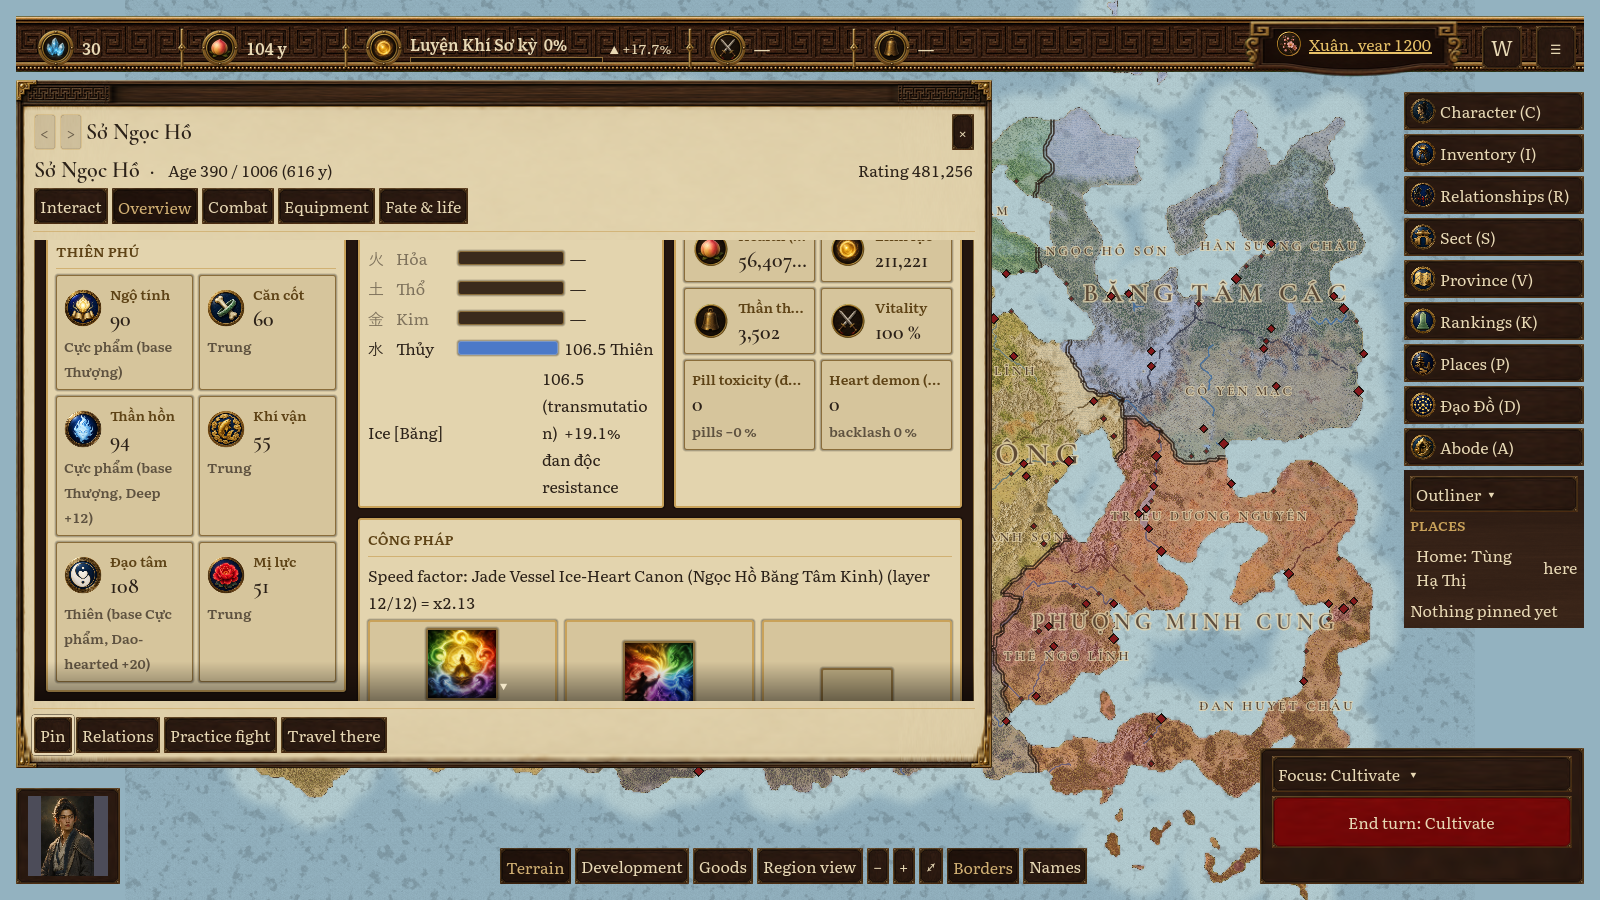 30
104 y
Luyện Khí Sơ kỳ 0%
▲ +17.7%
—
—
Xuân, year 1200
W
☰
< > Sở Ngọc Hồ
×
Sở Ngọc Hồ · Age 390 / 1006 (616 y)
Rating 481,256
Interact
Overview
Combat
Equipment
Fate & life
THIÊN PHÚ
Ngộ tính
90
Cực phẩm (base Thượng)
Căn cốt
60
Trung
Thần hồn
94
Cực phẩm (base Thượng, Deep +12)
Khí vận
55
Trung
Đạo tâm
108
Thiên (base Cực phẩm, Dao-hearted +20)
Mị lực
51
Trung
火 Hỏa —
土 Thổ —
金 Kim —
水 Thủy 106.5 Thiên
Ice [Băng]
106.5
(transmutatio
n) +19.1%
đan độc
resistance
56,407...
211,221
Thần th...
3,502
Vitality
100 %
Pill toxicity (đ...
0
pills −0 %
Heart demon (...
0
backlash 0 %
CÔNG PHÁP
Speed factor: Jade Vessel Ice-Heart Canon (Ngọc Hồ Băng Tâm Kinh) (layer
12/12) = x2.13
Pin
Relations
Practice fight
Travel there
NGỌC HỒ SƠN
HÀN SƯƠNG CHÂU
BĂNG TÂM CÁC
CỔ YÊN MẠC
TRIỀU DƯƠNG NGUYÊN
PHƯỢNG MINH CUNG
THÊ NGÔ LĨNH
ĐAN HUYỆT CHÂU
Character (C)
Inventory (I)
Relationships (R)
Sect (S)
Province (V)
Rankings (K)
Places (P)
Đạo Đồ (D)
Abode (A)
Outliner ▾
PLACES
Home: Tùng
Hạ Thị
here
Nothing pinned yet
Focus: Cultivate ▾
End turn: Cultivate
Terrain
Development
Goods
Region view
−
+
⤢
Borders
Names